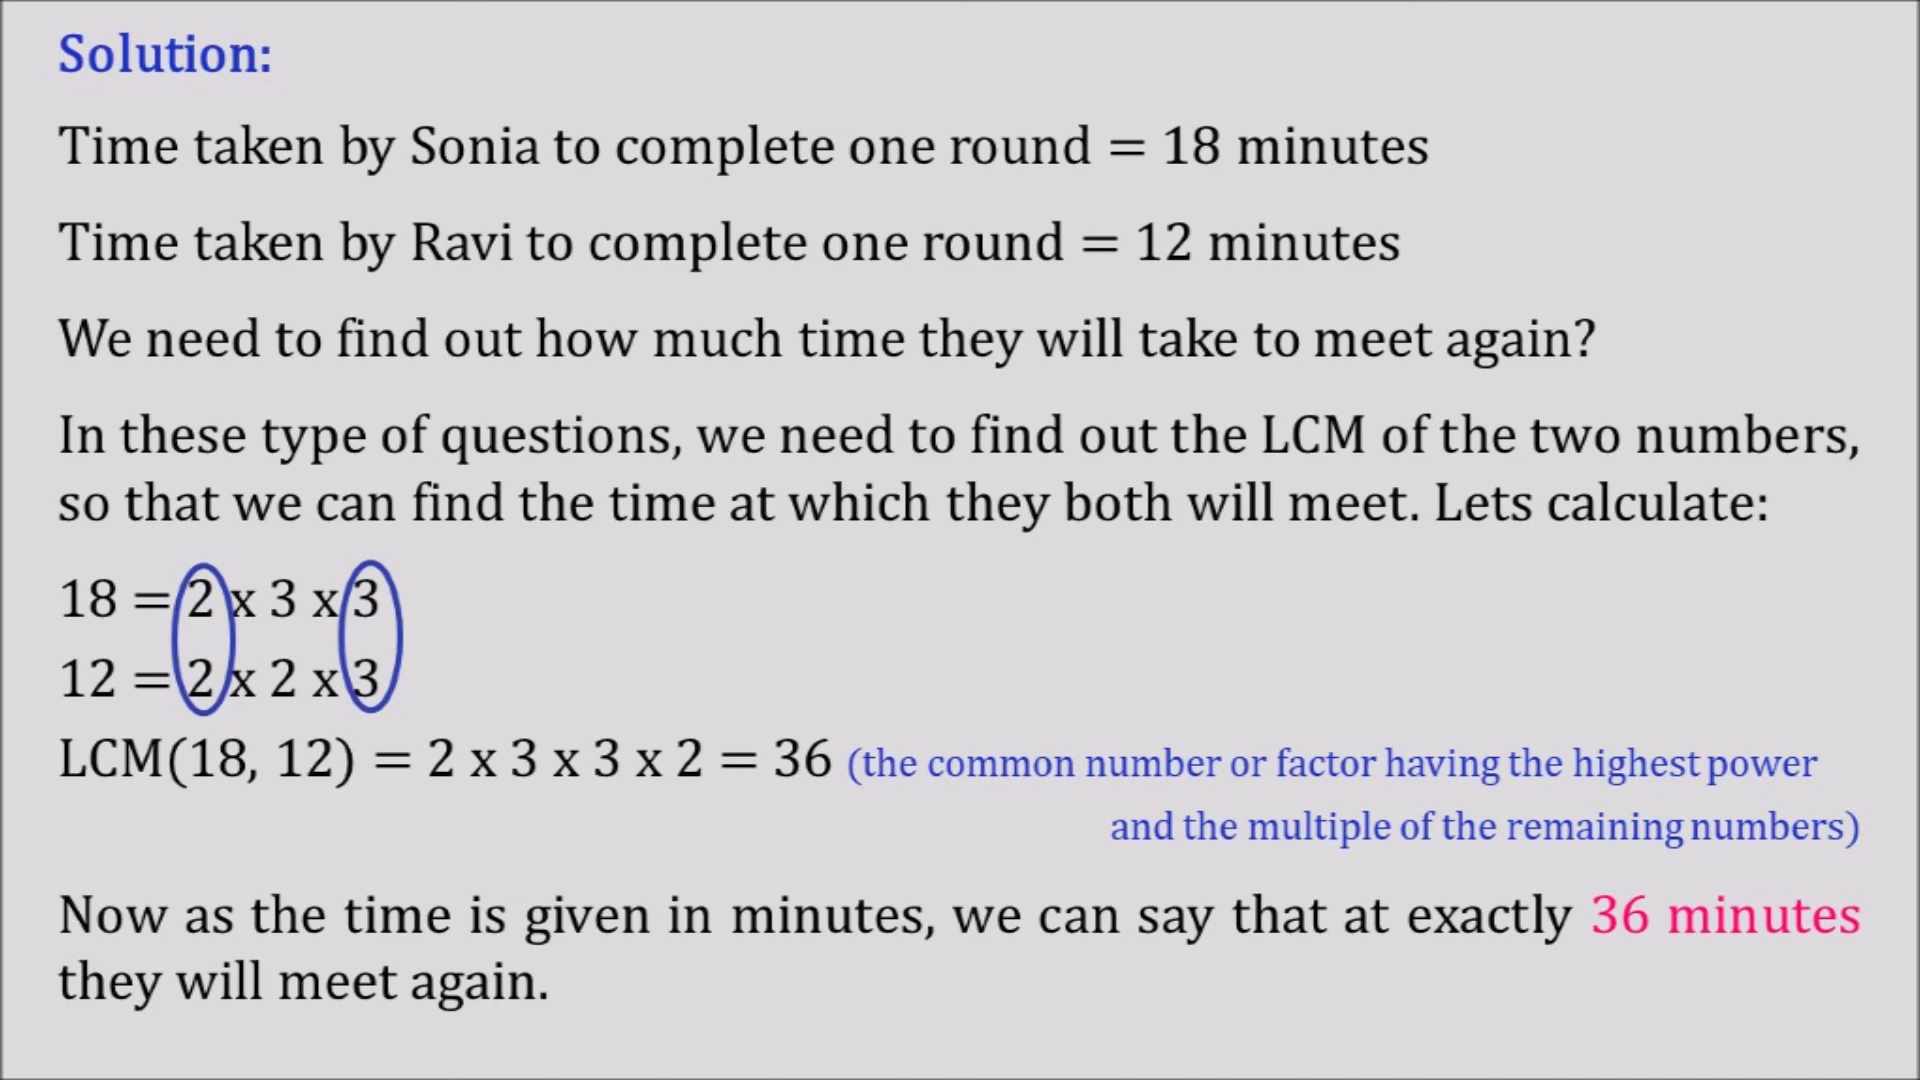 Solution:
Time taken by Sonia to complete one round = 18 minutes
Time taken by Ravi to complete one round = 12 minutes
We need to find out how much time they will take to meet again?
In these type of questions, we need to find out the LCM of the two numbers,
so that we can find the time at which they both will meet. Lets calculate:
18 = 2 x 3 x 3
12 = 2 x 2 x 3
LCM(18, 12) = 2 x 3 x 3 x 2 = 36 (the common number or factor having the highest power
and the multiple of the remaining numbers)
Now as the time is given in minutes, we can say that at exactly 36 minutes
they will meet again.